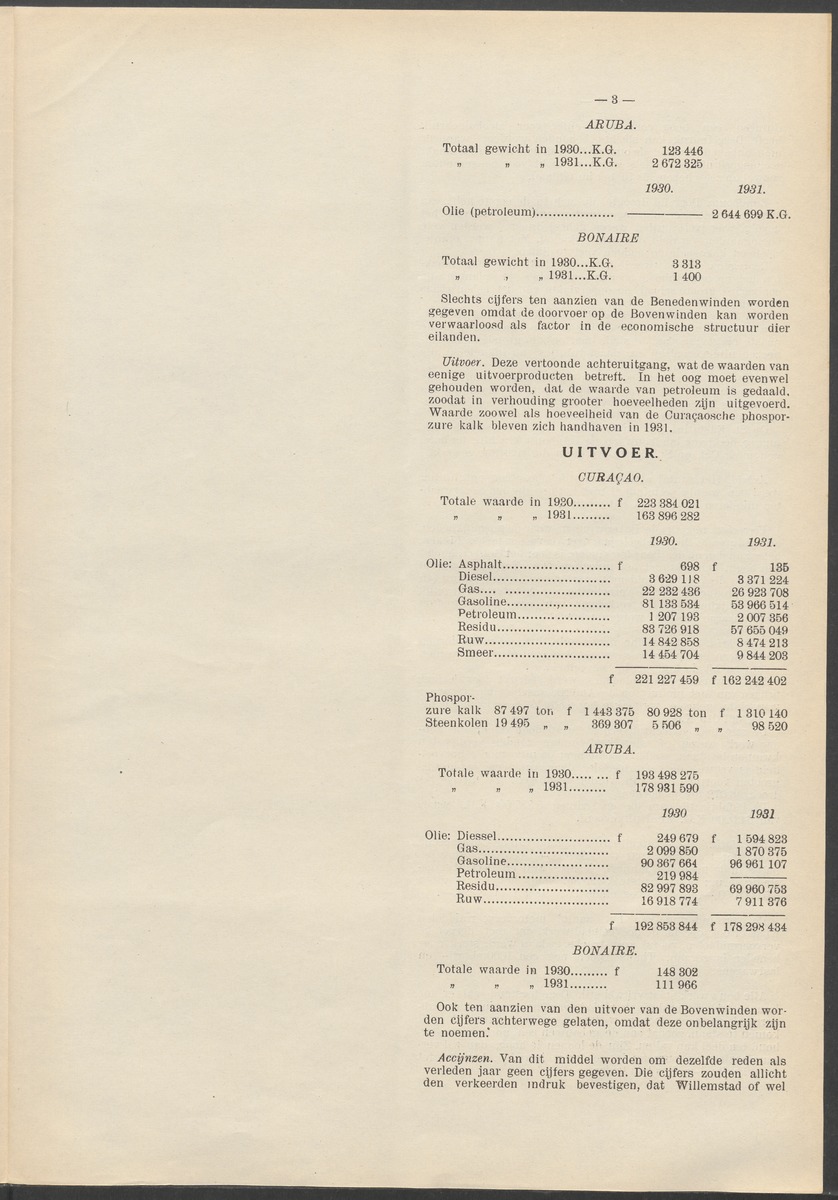 — 3 —
ARUBA.
Totaal gewicht in 1930...K.G. 123 446
„ „ „ 1931...K.G. 2 672 325
1930. 1931.
Olie (petroleum)................... ——— 2 644 699 K.G.
BONAIRE
Totaal gewicht in 1930...K.G. 3 313
„ , „ 1931...K.G. 1 400
Slechts cijfers ten aanzien van de Benedenwinden worden
gegeven omdat de doorvoer op de Bovenwinden kan worden
verwaarloosd als factor in de economische structuur dier
eilanden.
Uitvoer. Deze vertoonde achteruitgang, wat de waarden van
eenige uitvoerproducten betreft. In het oog moet evenwel
gehouden worden, dat de waarde van petroleum is gedaald,
zoodat in verhouding grooter hoeveelheden zijn uitgevoerd.
Waarde zoowel als hoeveelheid van de Curaçaosche phospor-
zure kalk bleven zich handhaven in 1931.
UITVOER.
CURAÇAO.
Totale waarde in 1930......... f 223 384 021
„ „ „ 1931......... 163 896 282
1930. 1931.
Olie: Asphalt.......................... f 698 f 135
Diesel............................ 3 629 118 3 371 224
Gas.... ......................... 22 232 436 26 923 708
Gasoline......................... 81 133 534 53 966 514
Petroleum...................... 1 207 193 2 007 356
Residu........................... 83 726 918 57 655 049
Ruw.............................. 14 842 858 8 474 213
Smeer............................ 14 454 704 9 844 203
f 221 227 459 f 162 242 402
Phospor-
zure kalk 87 497 ton f 1 443 375 80 928 ton f 1 310 140
Steenkolen 19 495 „ „ 369 307 5 506 „ „ 98 520
ARUBA.
Totale waarde in 1930..... ... f 193 498 275
„ „ „ 1931......... 178 931 590
1930 1931
Olie: Diessel........................... f 249 679 f 1 594 823
Gas............................... 2 099 850 1 870 375
Gasoline........................ 90 367 664 96 961 107
Petroleum ...................... 219 984 ———
Residu........................... 82 997 893 69 960 753
Ruw.............................. 16 918 774 7 911 376
f 192 853 844 f 178 298 434
BONAIRE.
Totale waarde in 1930......... f 148 302
„ „ „ 1931......... 111 966
Ook ten aanzien van den uitvoer van de Bovenwinden wor-
den cijfers achterwege gelaten, omdat deze onbelangrijk zijn
te noemen.
Accijnzen. Van dit middel worden om dezelfde reden als
verleden jaar geen cijfers gegeven. Die cijfers zouden allicht
den verkeerden indruk bevestigen, dat Willemstad of wel